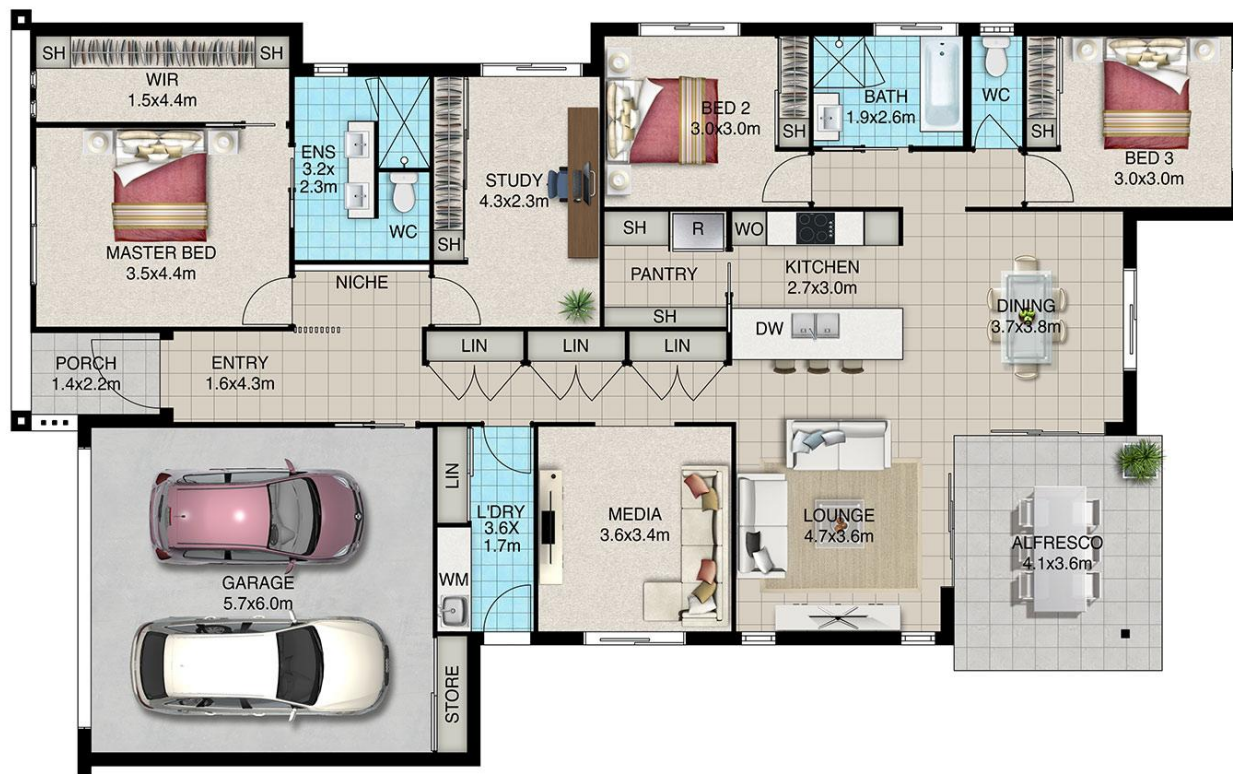 SH
SH
WIR
1.5x4.4m
MASTER BED
3.5x4.4m
ENS
3.2x
2.3m
WC
SH
STUDY
4.3x2.3m
BED 2
3.0x3.0m
SH
BATH
1.9x2.6m
WC
SH
BED 3
3.0x3.0m
NICHE
SH
R
WO
PANTRY
SH
KITCHEN
2.7x3.0m
DW
DINING
3.7x3.8m
PORCH
1.4x2.2m
ENTRY
1.6x4.3m
LIN
LIN
LIN
GARAGE
5.7x6.0m
LIN
L'DRY
3.6X
1.7m
WM
STORE
MEDIA
3.6x3.4m
LOUNGE
4.7x3.6m
ALFRESCO
4.1x3.6m